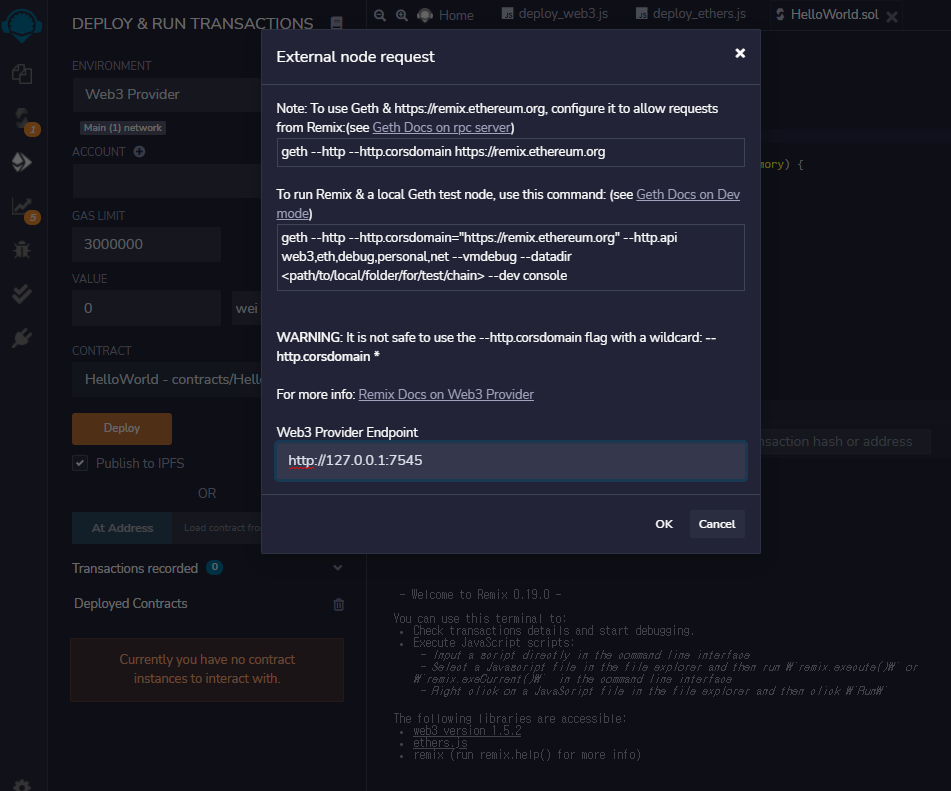 DEPLOY & RUN TRANSACTIONS
Home
deploy_web3.js
deploy_ethers.js
HelloWorld.sol
ENVIRONMENT
Web3 Provider
Main (1) network
ACCOUNT
GAS LIMIT
3000000
VALUE
0
wei
CONTRACT
HelloWorld - contracts/Hell
Deploy
Publish to IPFS
OR
At Address
Load contract fro
Transactions recorded 0
Deployed Contracts
Currently you have no contract
instances to interact with.
1
5
External node request
Note: To use Geth & https://remix.ethereum.org, configure it to allow requests
from Remix:(see Geth Docs on rpc server)
geth --http --http.corsdomain https://remix.ethereum.org
To run Remix & a local Geth test node, use this command: (see Geth Docs on Dev
mode)
geth --http --http.corsdomain="https://remix.ethereum.org" --http.api
web3,eth,debug,personal,net --vmdebug --datadir
<path/to/local/folder/for/test/chain> --dev console
WARNING: It is not safe to use the --http.corsdomain flag with a wildcard: --
http.corsdomain *
For more info: Remix Docs on Web3 Provider
Web3 Provider Endpoint
http://127.0.0.1:7545
OK
Cancel
mory) {
nsaction hash or address
- Welcome to Remix 0.19.0 -
You can use this terminal to:
• Check transactions details and start debugging.
• Execute JavaScript scripts:
- Input a script directly in the command line interface
- Select a Javascript file in the file explorer and then run ₩`remix.execute()₩` or
₩`remix.exeCurrent()₩` in the command line interface
- Right click on a JavaScript file in the file explorer and then click ₩`Run₩`
The following libraries are accessible:
• web3 version 1.5.2
• ethers.js
• remix (run remix.help() for more info)